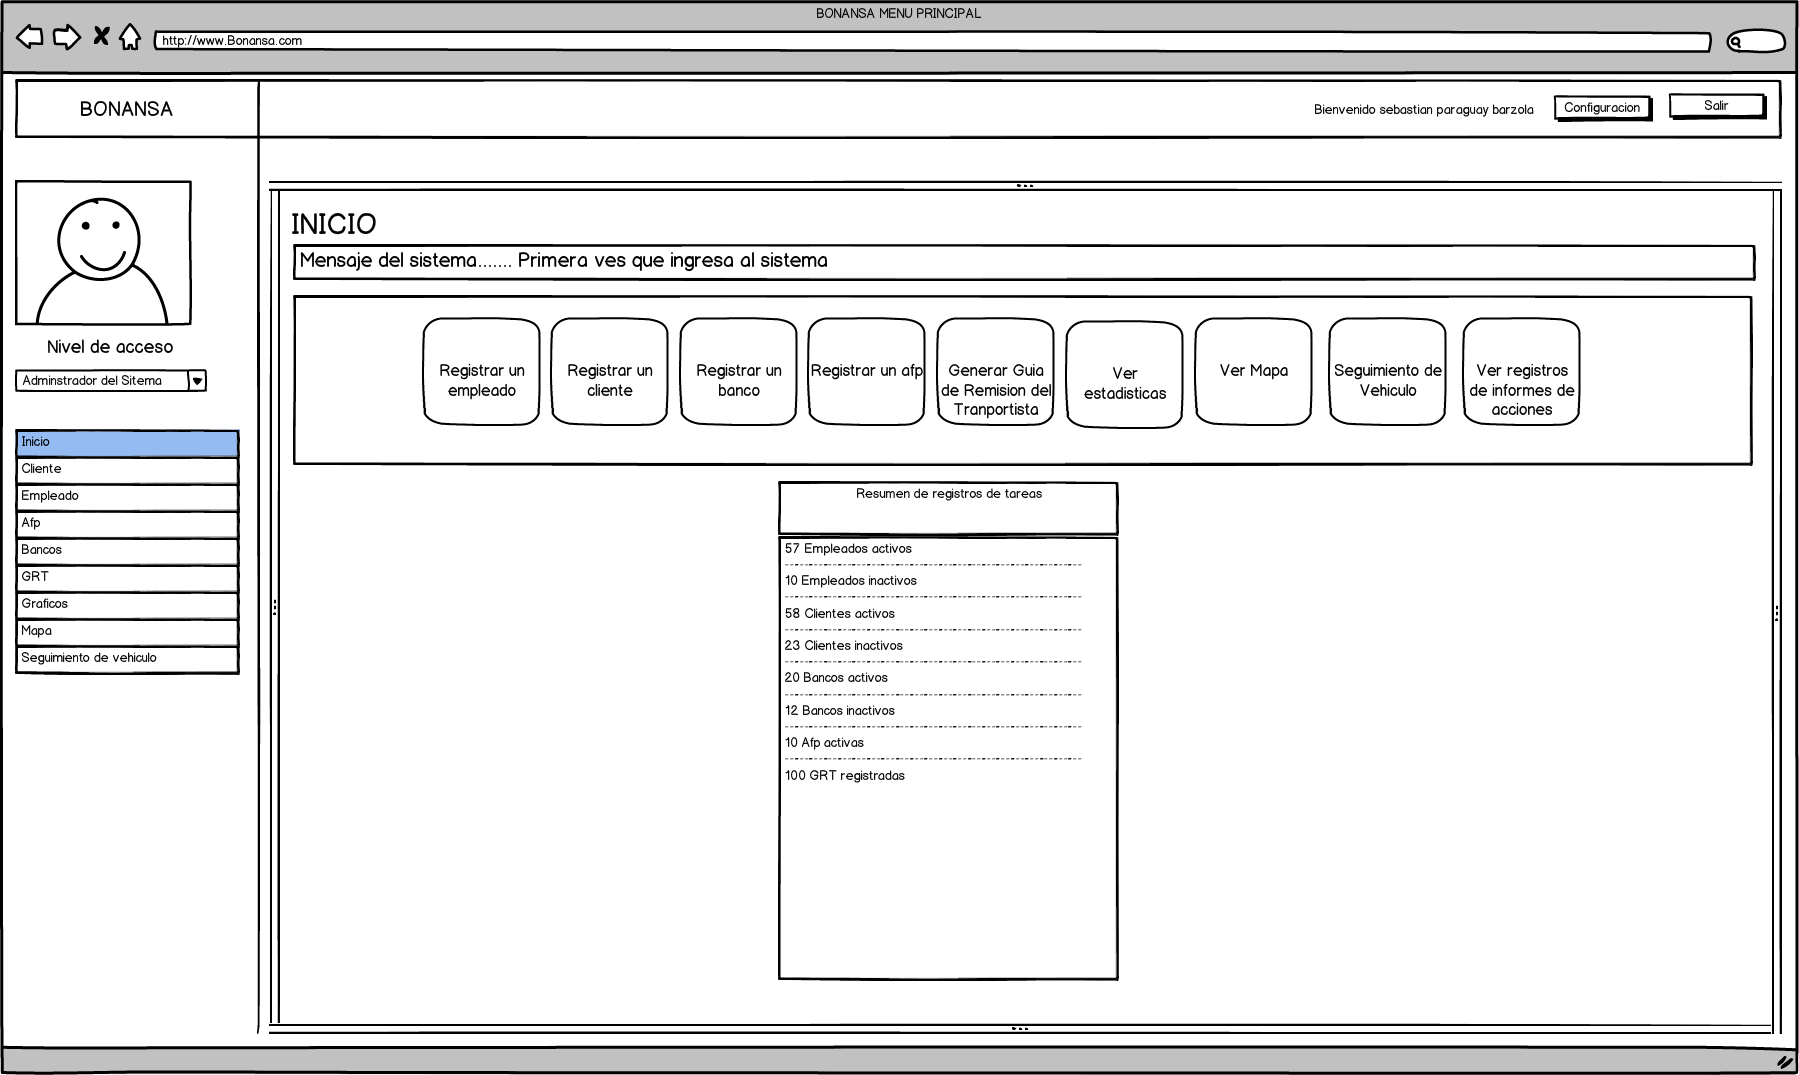 BONANSA MENU PRINCIPAL
http://www.Bonansa.com
BONANSA
Bienvenido sebastian paraguay barzola
Configuracion
Salir
Nivel de acceso
Adminstrador del Sitema
Inicio
Cliente
Empleado
Afp
Bancos
GRT
Graficos
Mapa
Seguimiento de vehiculo
INICIO
Mensaje del sistema....... Primera ves que ingresa al sistema
Registrar un
empleado
Registrar un
cliente
Registrar un
banco
Registrar un afp
Generar Guia
de Remision del
Tranportista
Ver
estadisticas
Ver Mapa
Seguimiento de
Vehiculo
Ver registros
de informes de
acciones
Resumen de registros de tareas
57 Empleados activos
10 Empleados inactivos
58 Clientes activos
23 Clientes inactivos
20 Bancos activos
12 Bancos inactivos
10 Afp activas
100 GRT registradas